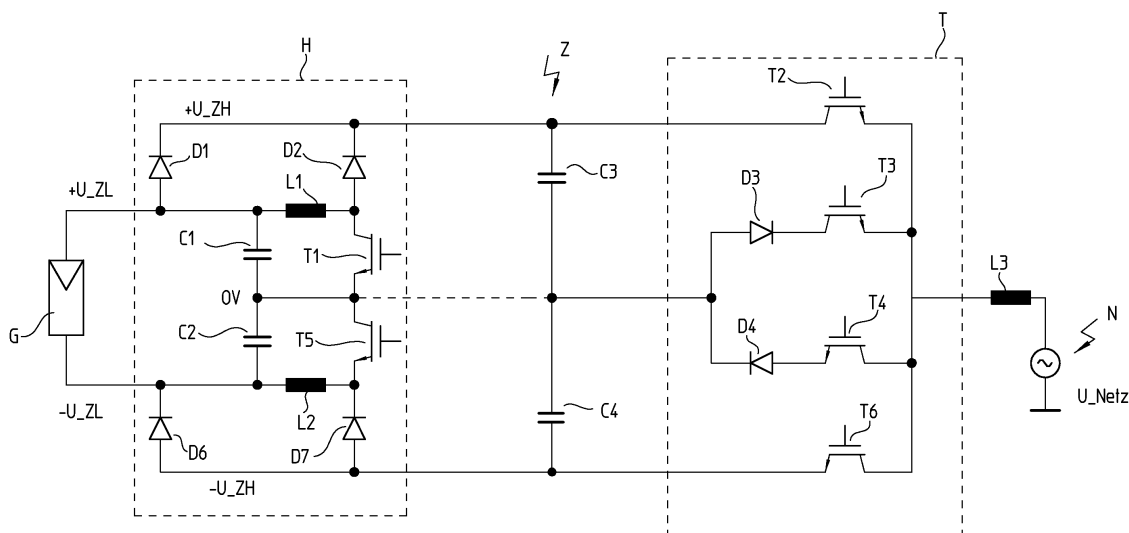 T
H
Z
T2
+U_ZH
D1
D2
C3
T3
D3
+U_ZL
L1
C1
T1
L3
0V
N
C2
T5
T4
D4
G
U_Netz
-U_ZL
L2
C4
T6
D6
D7
-U_ZH